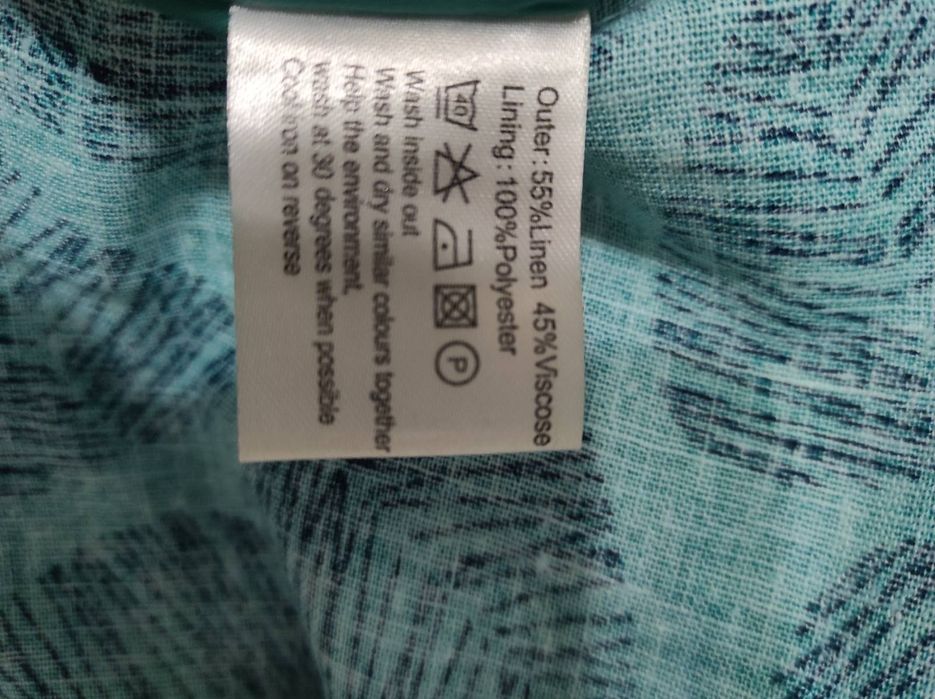 Outer:55%Linen 45%Viscose
Lining:100%Polyester
40 P
Wash inside out
Wash and dry similar colours together
Help the environment,
wash at 30 degrees when possible
Cool iron on reverse